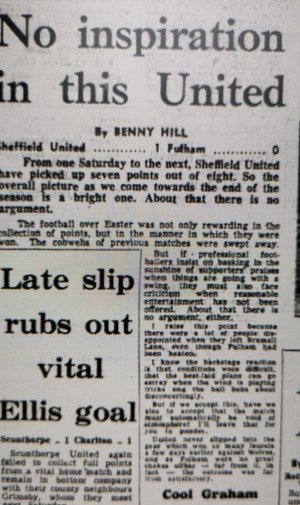 No inspiration
in this United
By BENNY HILL
Sheffield United ............ 1 Fulham ............ 0
From one Saturday to the next, Sheffield United
have picked up seven points out of eight. So the
overall picture as we come towards the end of the
season is a bright one. About that there is no
argument.
The football over Easter was not only rewarding in the
collection of points, but in the manner in which they were
won. The cobwebs of previous matches were swept away.
But if professional foot-
ballers insist on basking in the
sunshine of supporters' praises
when things are going with a
swing, they must also face
criticism when reasonable
entertainment has not been
offered. About that there is
no argument, either.
I raise this point because
there were a lot of people dis-
appointed when they left Bramall
Lane, even though Fulham had
been beaten.
I know the backstage reaction
is that conditions were difficult,
that the best-laid plans can go
astray when the wind is playing
tricks and the ball bobs about
disconcertingly.
But if we accept this, have we
also to accept that the match
must automatically be void of
atmosphere? I'll leave that for
you to ponder.
United never slipped into the
gear which won so many laurels
a few days earlier against Wolves,
and as Fulham were no great
shakes either — far from it, in
fact — the outcome was far
from satisfactory.
Cool Graham
Late slip
rubs out
vital
Ellis goal
Scunthorpe .. 1 Charlton .. 1
Scunthorpe United again
failed to collect full points
from a vital home match and
remain in bottom company
with their county neighbours
Grimsby, whom they meet
next Saturday
By